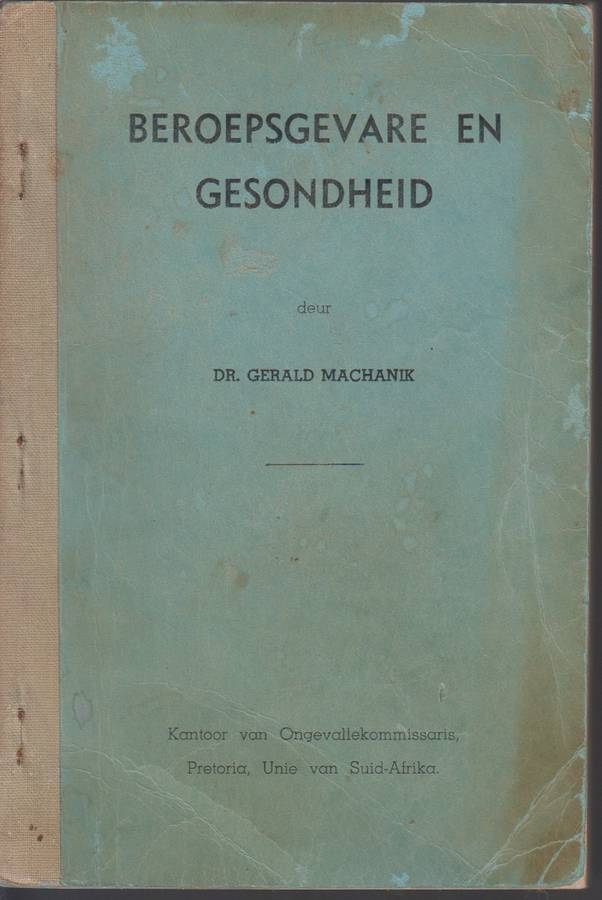 BEROEPSGEVARE EN
GESONDHEID
deur
DR. GERALD MACHANIK
Kantoor van Ongevallekommissaris,
Pretoria, Unie van Suid-Afrika.